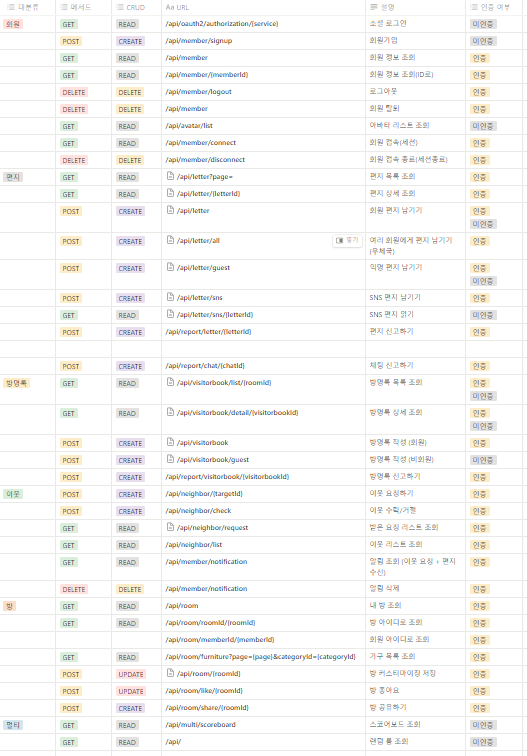 대분류 메서드 CRUD Aa URL 설명 인증 여부
회원 GET READ /api/oauth2/authorization/{service} 소셜 로그인 미인증
POST CREATE /api/member/signup 회원가입 미인증
GET READ /api/member 회원 정보 조회 인증
GET READ /api/member/{memberId} 회원 정보 조회(ID로) 인증
DELETE DELETE /api/member/logout 로그아웃 인증
DELETE DELETE /api/member 회원 탈퇴 인증
GET READ /api/avatar/list 아바타 리스트 조회 미인증
GET READ /api/member/connect 회원 접속(세션) 인증
DELETE DELETE /api/member/disconnect 회원 접속 종료(세션종료) 인증
편지 GET READ /api/letter?page= 편지 목록 조회 인증
GET READ /api/letter/{letterId} 편지 상세 조회 인증
POST CREATE /api/letter 회원 편지 남기기 인증
미인증
POST CREATE /api/letter/all 열기 여러 회원에게 편지 남기기 인증
(우체국)
POST CREATE /api/letter/guest 익명 편지 남기기 인증
미인증
POST CREATE /api/letter/sns SNS 편지 남기기 인증
GET READ /api/letter/sns/{letterId} SNS 편지 읽기 미인증
POST CREATE /api/report/letter/{letterId} 편지 신고하기 인증
POST CREATE /api/report/chat/{chatId} 채팅 신고하기 인증
방명록 GET READ /api/visitorbook/list/{roomId} 방명록 목록 조회 인증
미인증
GET READ /api/visitorbook/detail/{visitorbookId} 방명록 상세 조회 인증
미인증
POST CREATE /api/visitorbook 방명록 작성 (회원) 인증
POST CREATE /api/visitorbook/guest 방명록 작성 (비회원) 미인증
POST CREATE /api/report/visitorbook/{visitorbookId} 방명록 신고하기 인증
이웃 POST CREATE /api/neighbor/{targetId} 이웃 요청하기 인증
POST CREATE /api/neighbor/check 이웃 수락/거절 인증
GET READ /api/neighbor/request 받은 요청 리스트 조회 인증
GET READ /api/neighbor/list 이웃 리스트 조회 인증
GET READ /api/member/notification 알림 조회 (이웃 요청 + 편지 인증
수신)
DELETE DELETE /api/member/notification 알림 삭제 인증
방 GET READ /api/room 내 방 조회 인증
GET READ /api/room/roomId/{roomId} 방 아이디로 조회 인증
/api/room/memberId/{memberId} 회원 아이디로 조회 인증
GET READ /api/room/furniture?page={page}&categoryId={categoryId} 가구 목록 조회 인증
POST UPDATE /api/room/{roomId} 방 커스터마이징 저장 인증
POST UPDATE /api/room/like/{roomId} 방 좋아요 인증
POST CREATE /api/room/share/{roomId} 방 공유하기 인증
멀티 GET READ /api/multi/scoreboard 스코어보드 조회 미인증
GET READ /api/ 랜덤 룸 조회 인증